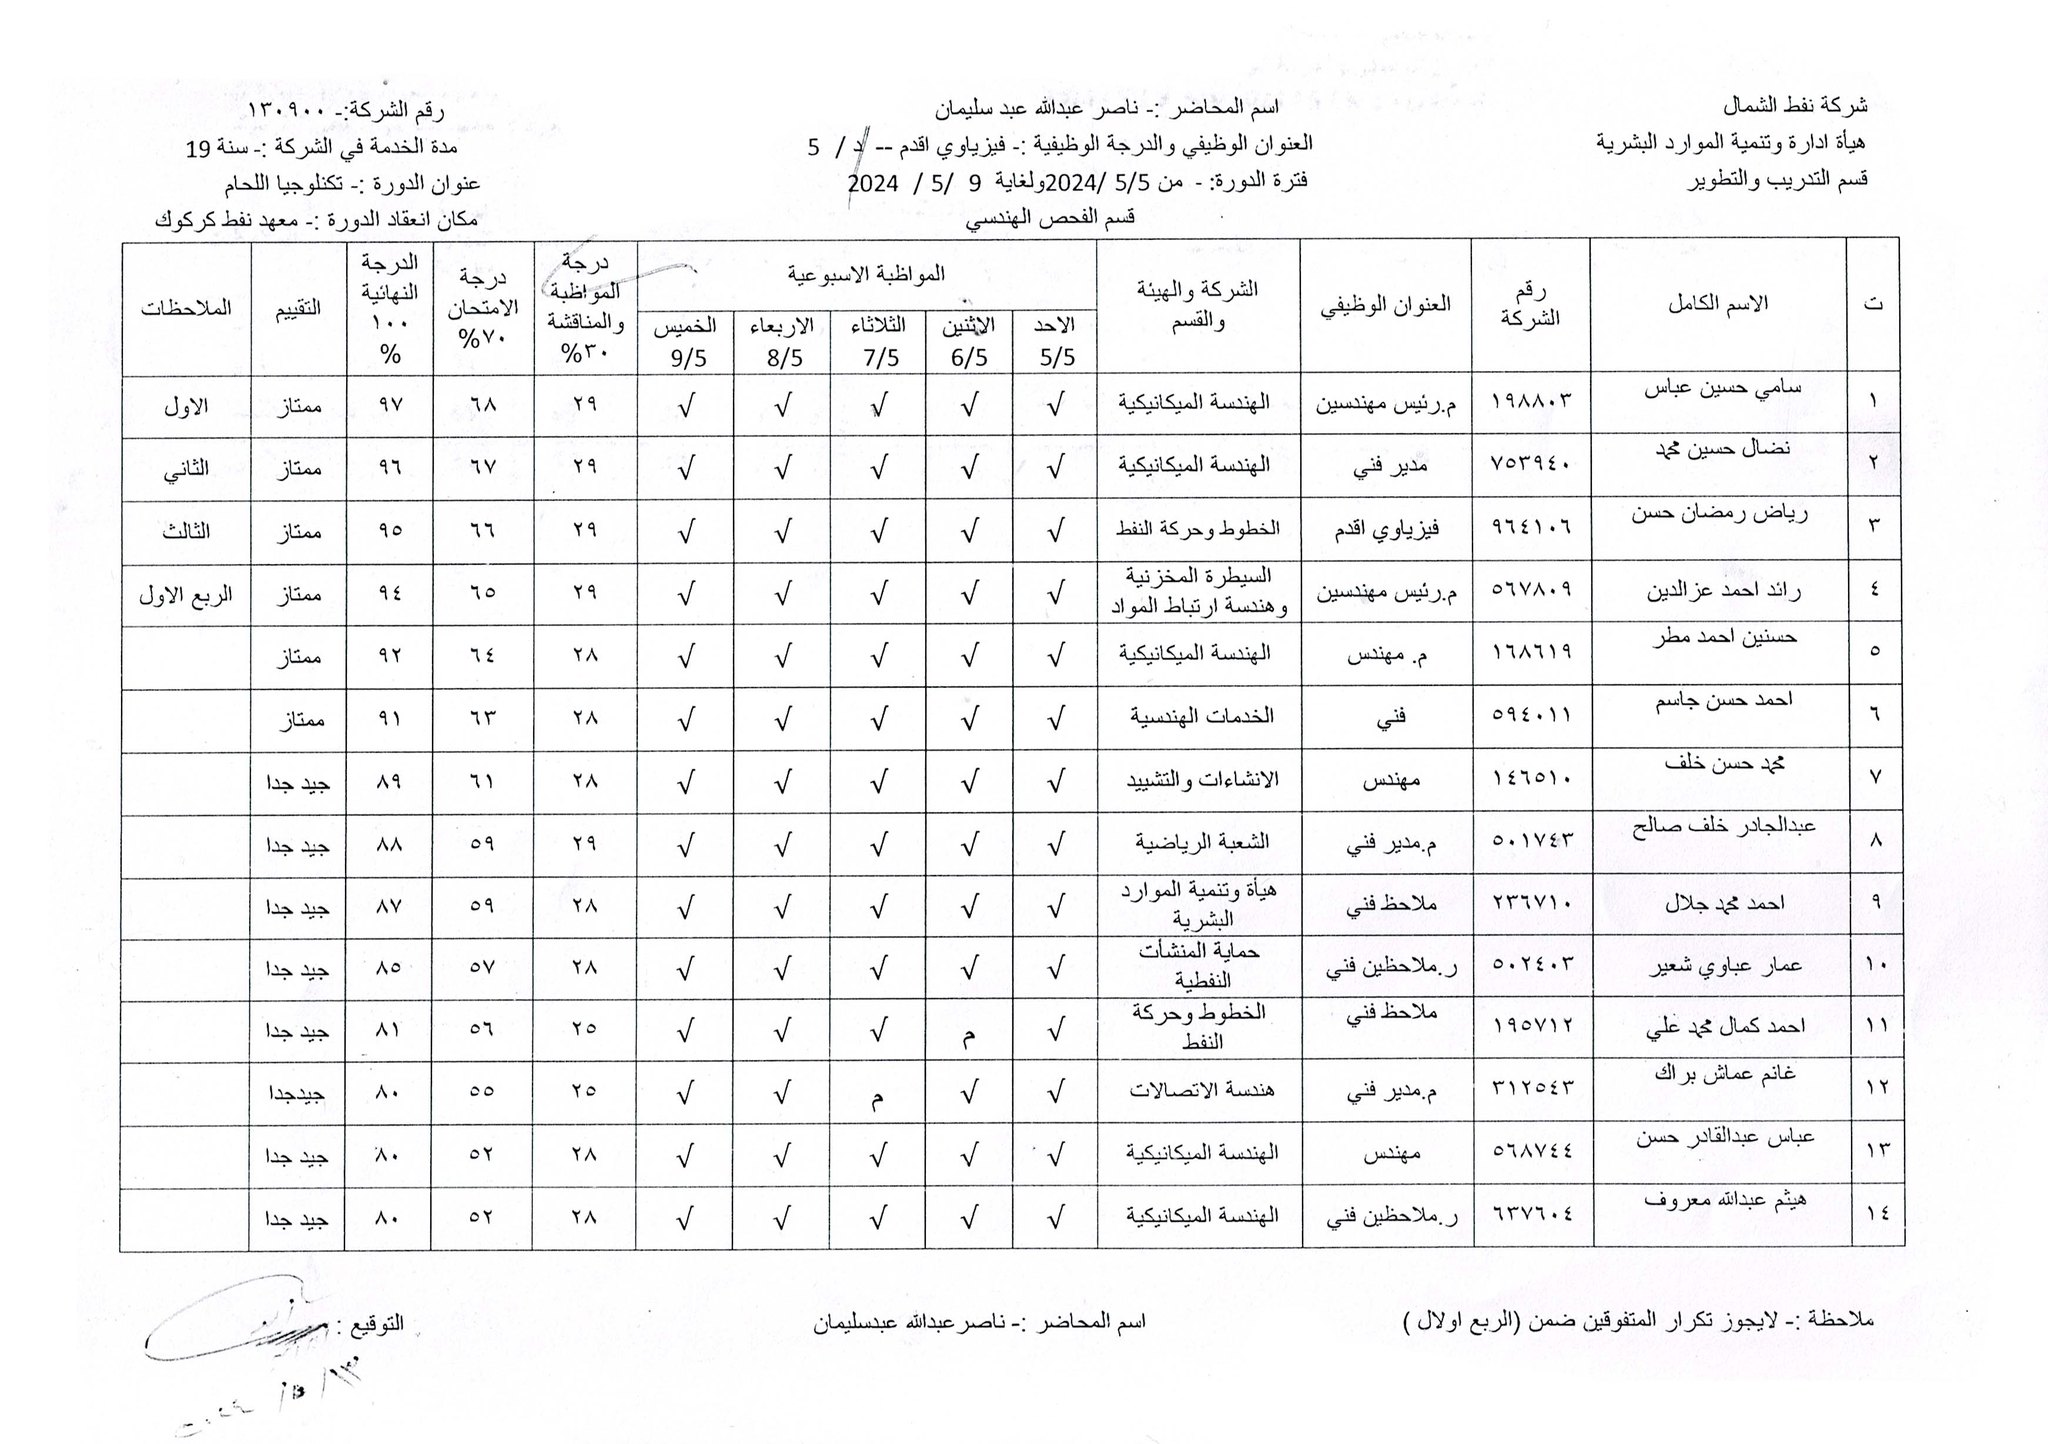 شركة نفط الشمال
هيأة ادارة وتنمية الموارد البشرية
قسم التدريب والتطوير
اسم المحاضر :- ناصر عبدالله عبد سليمان
العنوان الوظيفي والدرجة الوظيفية :- فيزياوي اقدم -- د / 5
فترة الدورة: - من 5/5 /2024ولغاية 9 /5 / 2024
قسم الفحص الهندسي
رقم الشركة:- ١٣٠٩٠٠
مدة الخدمة في الشركة :- سنة 19
عنوان الدورة :- تكنلوجيا اللحام
مكان انعقاد الدورة :- معهد نفط كركوك
ت الاسم الكامل رقم الشركة العنوان الوظيفي الشركة والهيئة والقسم المواظبة الاسبوعية درجة المواظبة والمناقشة ٣٠% درجة الامتحان ٧٠% الدرجة النهائية ١٠٠ % التقييم الملاحظات
الاحد 5/5 الاثنين 6/5 الثلاثاء 7/5 الاربعاء 8/5 الخميس 9/5
١ سامي حسين عباس ١٩٨٨٠٣ م.رئيس مهندسين الهندسة الميكانيكية √ √ √ √ √ ٢٩ ٦٨ ٩٧ ممتاز الاول
٢ نضال حسين محمد ٧٥٣٩٤٠ مدير فني الهندسة الميكانيكية √ √ √ √ √ ٢٩ ٦٧ ٩٦ ممتاز الثاني
٣ رياض رمضان حسن ٩٦٤١٠٦ فيزياوي اقدم الخطوط وحركة النفط √ √ √ √ √ ٢٩ ٦٦ ٩٥ ممتاز الثالث
٤ رائد احمد عزالدين ٥٦٧٨٠٩ م.رئيس مهندسين السيطرة المخزنية وهندسة ارتباط المواد √ √ √ √ √ ٢٩ ٦٥ ٩٤ ممتاز الربع الاول
٥ حسنين احمد مطر ١٦٨٦١٩ م. مهندس الهندسة الميكانيكية √ √ √ √ √ ٢٨ ٦٤ ٩٢ ممتاز
٦ احمد حسن جاسم ٥٩٤٠١١ فني الخدمات الهندسية √ √ √ √ √ ٢٨ ٦٣ ٩١ ممتاز
٧ محمد حسن خلف ١٤٦٥١٠ مهندس الانشاءات والتشييد √ √ √ √ √ ٢٨ ٦١ ٨٩ جيد جدا
٨ عبدالجادر خلف صالح ٥٠١٧٤٣ م.مدير فني الشعبة الرياضية √ √ √ √ √ ٢٩ ٥٩ ٨٨ جيد جدا
٩ احمد محمد جلال ٢٣٦٧١٠ ملاحظ فني هيأة وتنمية الموارد البشرية √ √ √ √ √ ٢٨ ٥٩ ٨٧ جيد جدا
١٠ عمار عباوي شعير ٥٠٢٤٠٣ ر.ملاحظين فني حماية المنشأت النفطية √ √ √ √ √ ٢٨ ٥٧ ٨٥ جيد جدا
١١ احمد كمال محمد علي ١٩٥٧١٢ ملاحظ فني الخطوط وحركة النفط √ م √ √ √ ٢٥ ٥٦ ٨١ جيد جدا
١٢ غانم عماش براك ٣١٢٥٤٣ م.مدير فني هندسة الاتصالات √ √ م √ √ ٢٥ ٥٥ ٨٠ جيدجدا
١٣ عباس عبدالقادر حسن ٥٦٨٧٤٤ مهندس الهندسة الميكانيكية √ √ √ √ √ ٢٨ ٥٢ ٨٠ جيد جدا
١٤ هيثم عبدالله معروف ٦٣٧٦٠٤ ر.ملاحظين فني الهندسة الميكانيكية √ √ √ √ √ ٢٨ ٥٢ ٨٠ جيد جدا
ملاحظة :- لايجوز تكرار المتفوقين ضمن (الربع اولال )
اسم المحاضر :- ناصرعبدالله عبدسليمان
التوقيع :